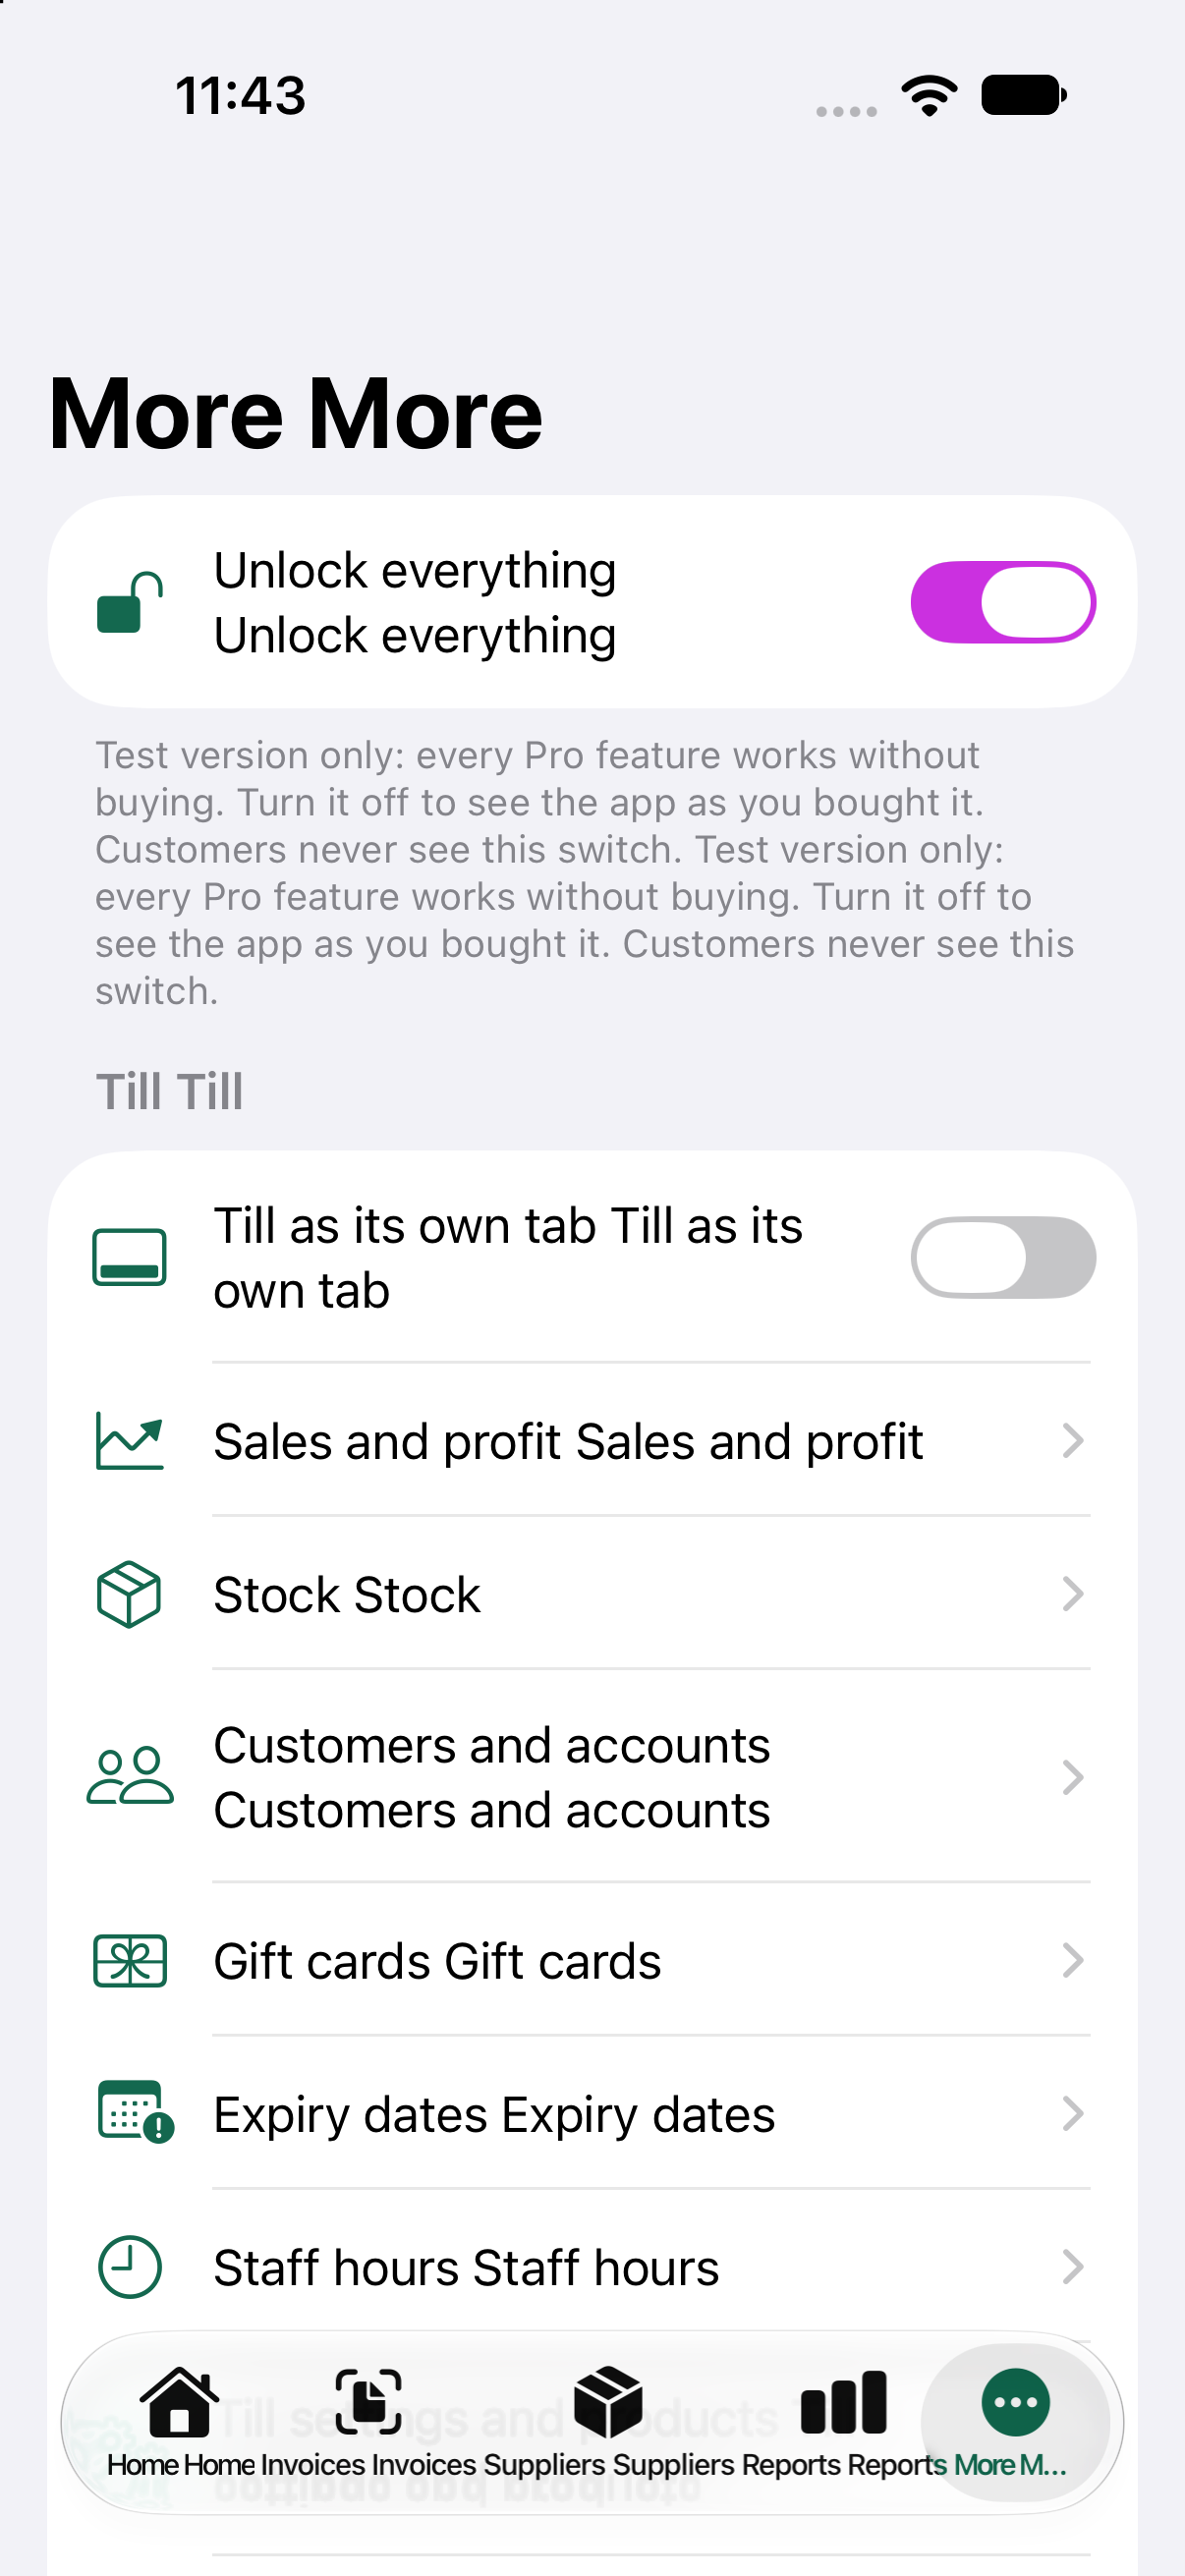 11:43
More More
Unlock everything
Unlock everything
Test version only: every Pro feature works without
buying. Turn it off to see the app as you bought it.
Customers never see this switch. Test version only:
every Pro feature works without buying. Turn it off to
see the app as you bought it. Customers never see this
switch.
Till Till
Till as its own tab Till as its
own tab
Sales and profit Sales and profit
Stock Stock
Customers and accounts
Customers and accounts
Gift cards Gift cards
Expiry dates Expiry dates
Staff hours Staff hours
Till settings and products
Home Home Invoices Invoices Suppliers Suppliers Reports Reports More M...